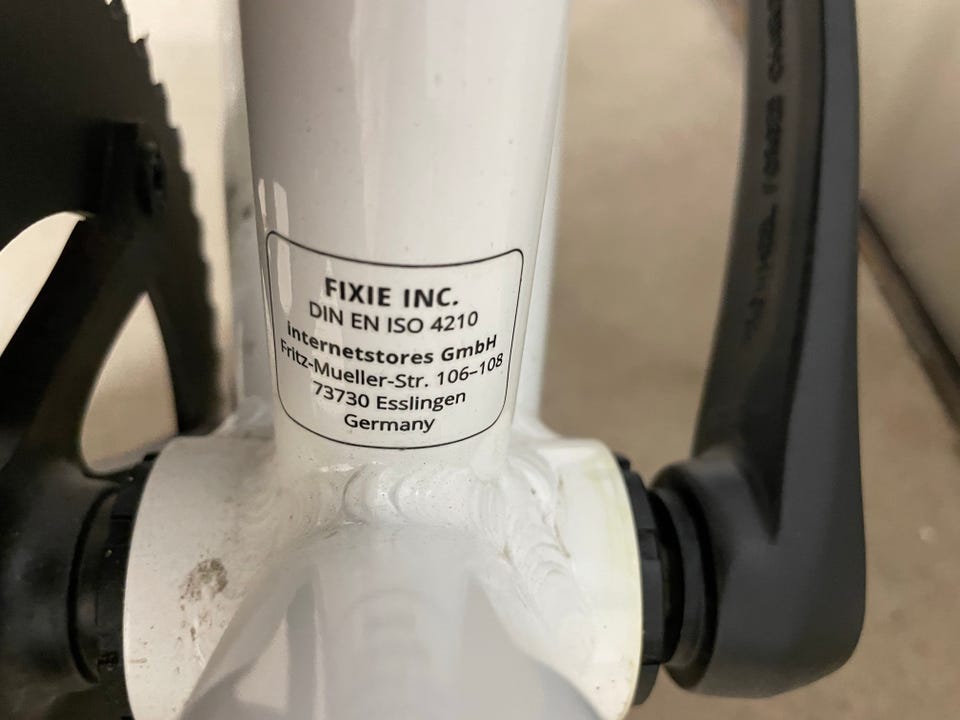 FIXIE INC.
DIN EN ISO 4210
internetstores GmbH
Fritz-Mueller-Str. 106–108
73730 Esslingen
Germany